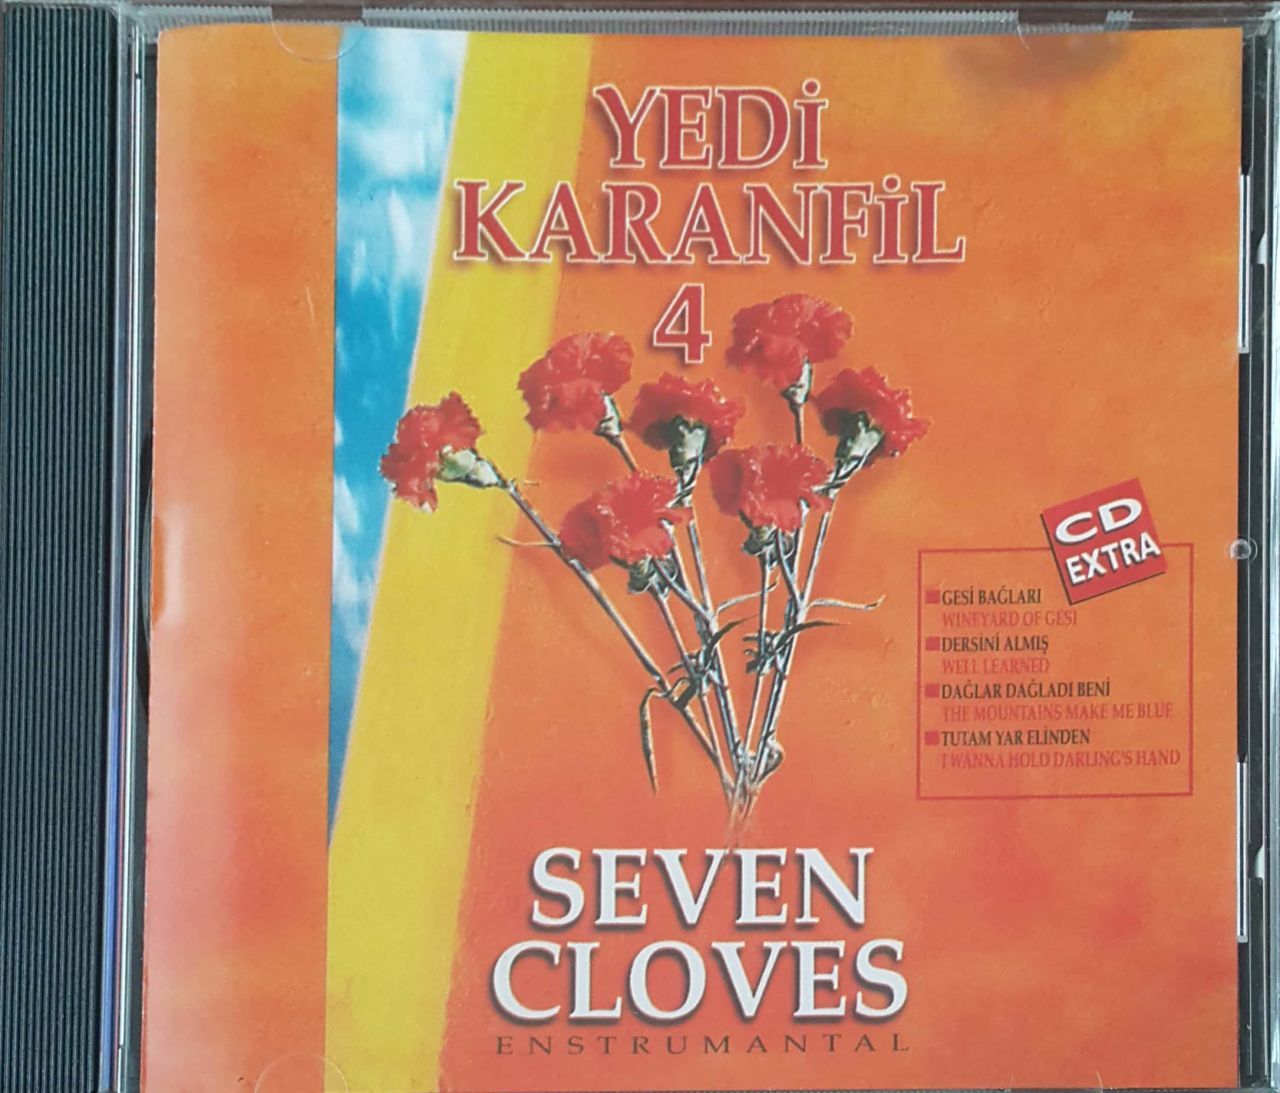 YEDİ
KARANFİL
4
CD
EXTRA
GESİ BAĞLARI
WINEYARD OF GESI
DERSİNİ ALMIŞ
WELL LEARNED
DAĞLAR DAĞLADI BENİ
THE MOUNTAINS MAKE ME BLUE
TUTAM YAR ELİNDEN
I WANNA HOLD DARLING'S HAND
SEVEN
CLOVES
ENSTRUMANTAL